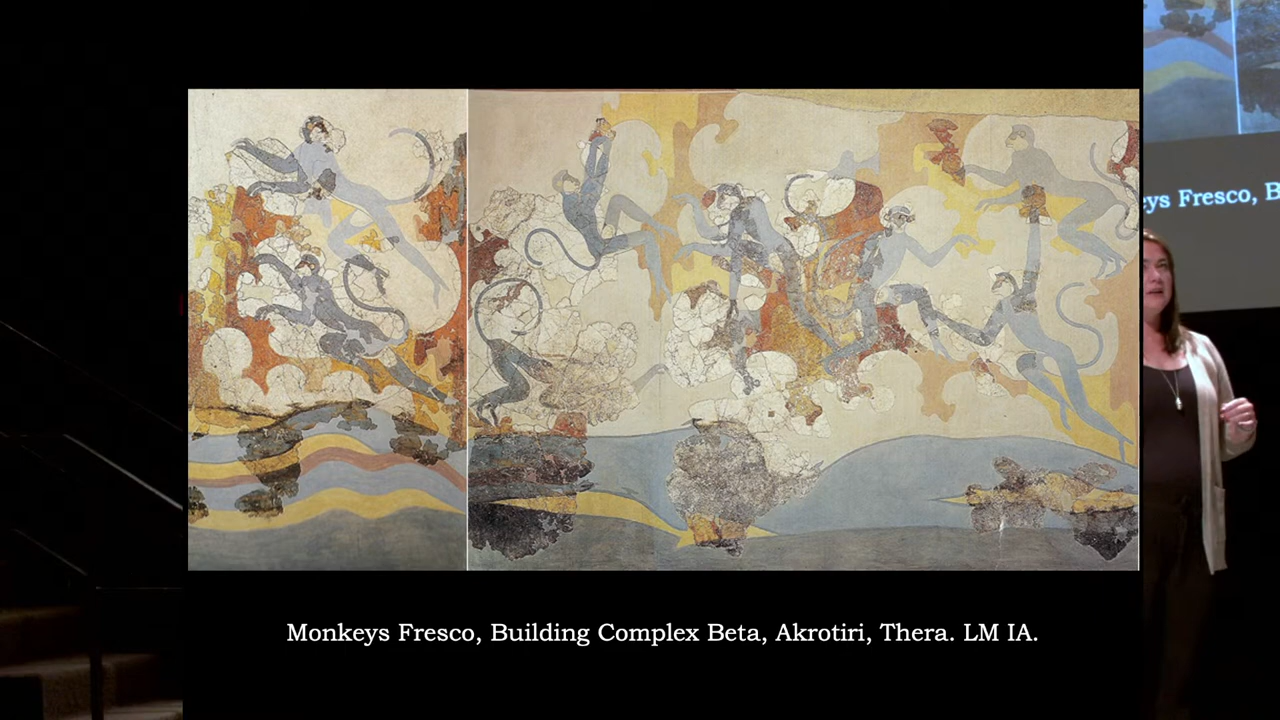 Monkeys Fresco, Building Complex Beta, Akrotiri, Thera. LM IA.
eys Fresco, B